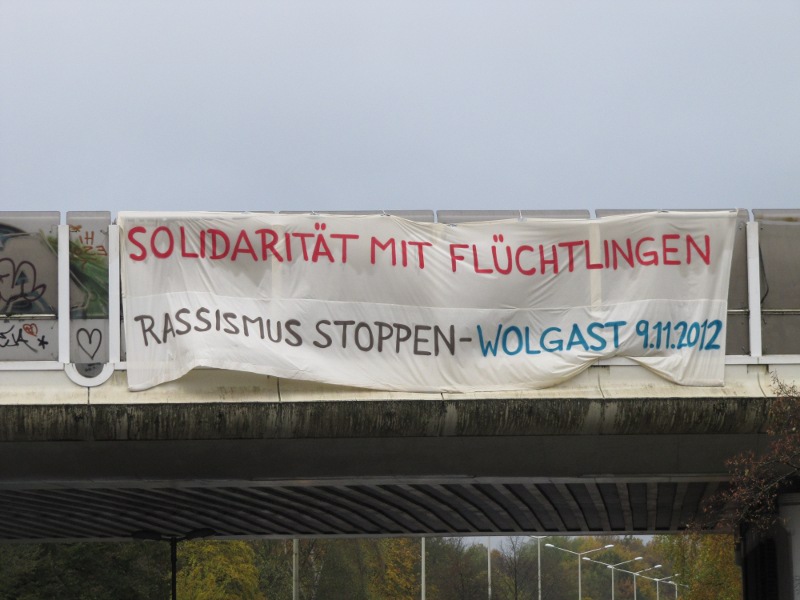 SOLIDARITÄT MIT FLÜCHTLINGEN
RASSISMUS STOPPEN-WOLGAST 9.11.2012